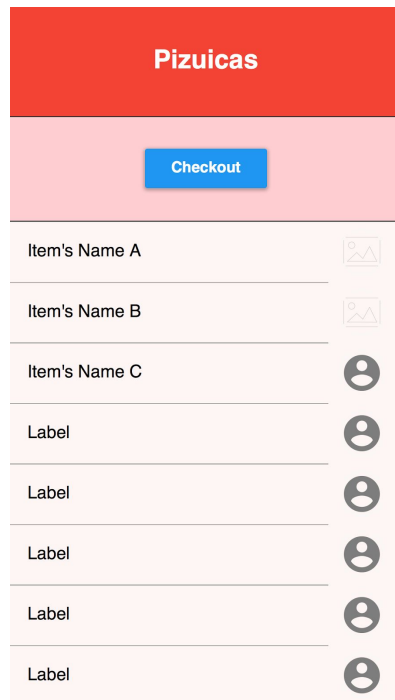 Pizuicas
Checkout
Item's Name A
Item's Name B
Item's Name C
Label
Label
Label
Label
Label